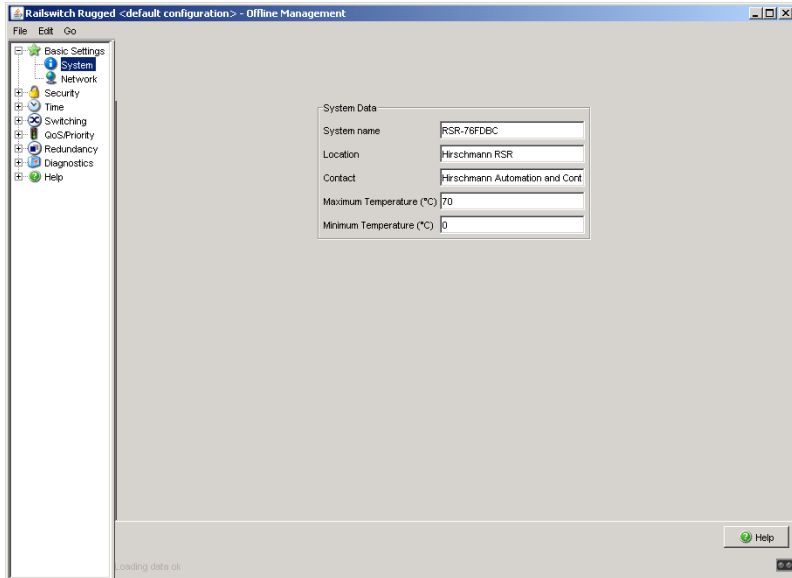 Railswitch Rugged <default configuration> - Offline Management
File Edit Go
Basic Settings
System
Network
Security
Time
Switching
QoS/Priority
Redundancy
Diagnostics
Help
System Data
System name RSR-76FDBC
Location Hirschmann RSR
Contact Hirschmann Automation and Cont
Maximum Temperature (°C) 70
Minimum Temperature (°C) 0
Help
Loading data ok